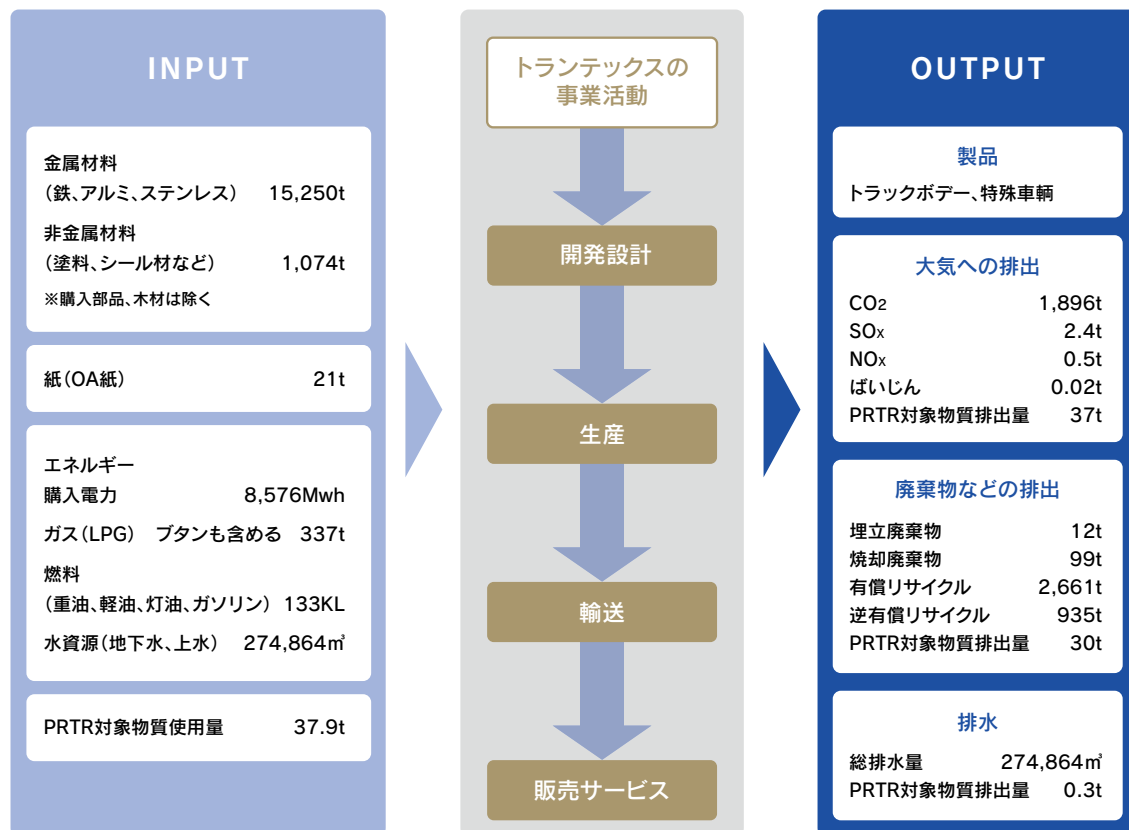 INPUT
金属材料
(鉄、アルミ、ステンレス) 15,250t
非金属材料
(塗料、シール材など) 1,074t
※購入部品、木材は除く
紙(OA紙) 21t
エネルギー
購入電力 8,576Mwh
ガス(LPG) ブタンも含める 337t
燃料
(重油、軽油、灯油、ガソリン) 133KL
水資源(地下水、上水) 274,864㎥
PRTR対象物質使用量 37.9t
トランテックスの
事業活動
開発設計
生産
輸送
販売サービス
OUTPUT
製品
トラックボデー、特殊車輌
大気への排出
CO2 1,896t
SOx 2.4t
NOx 0.5t
ばいじん 0.02t
PRTR対象物質排出量 37t
廃棄物などの排出
埋立廃棄物 12t
焼却廃棄物 99t
有償リサイクル 2,661t
逆有償リサイクル 935t
PRTR対象物質排出量 30t
排水
総排水量 274,864㎥
PRTR対象物質排出量 0.3t